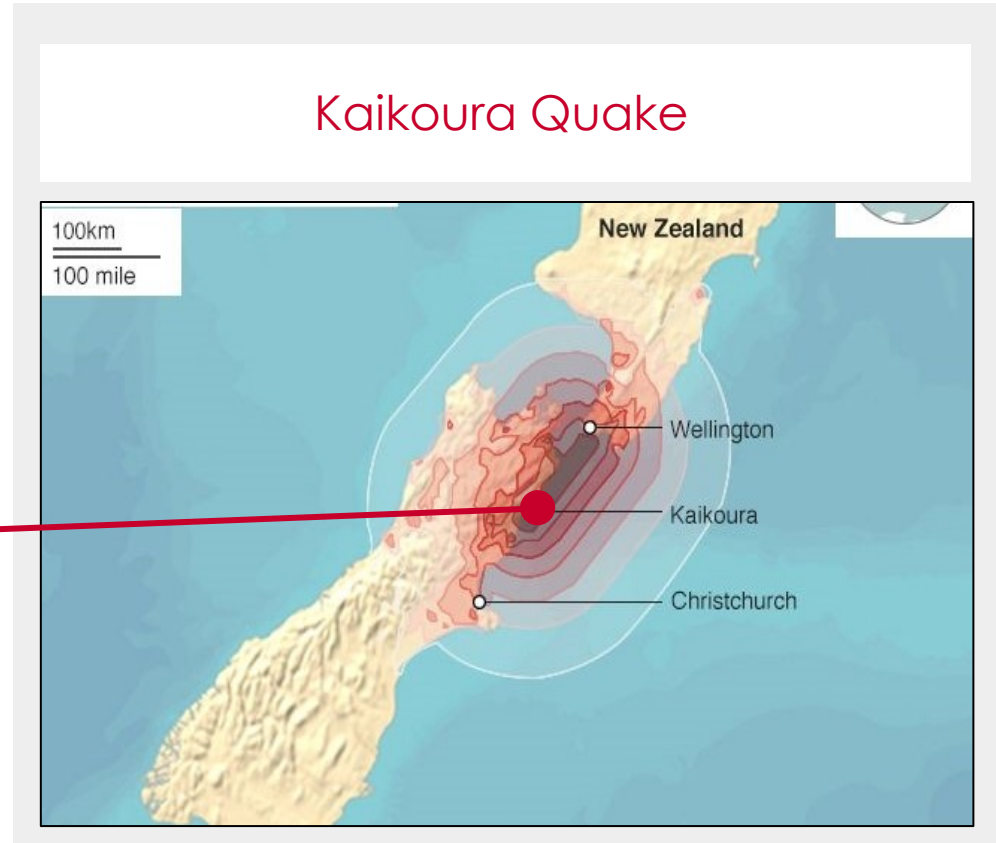 Kaikoura Quake
100km
100 mile
New Zealand
Wellington
Kaikoura
Christchurch